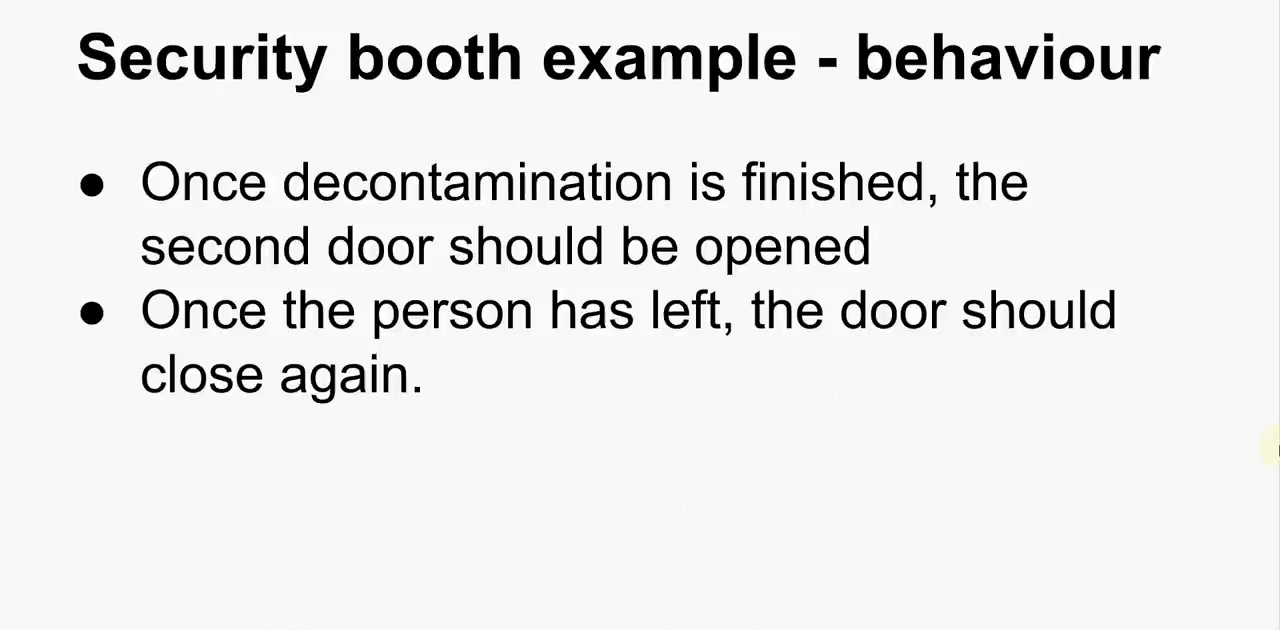 Security booth example - behaviour
● Once decontamination is finished, the
second door should be opened
● Once the person has left, the door should
close again.